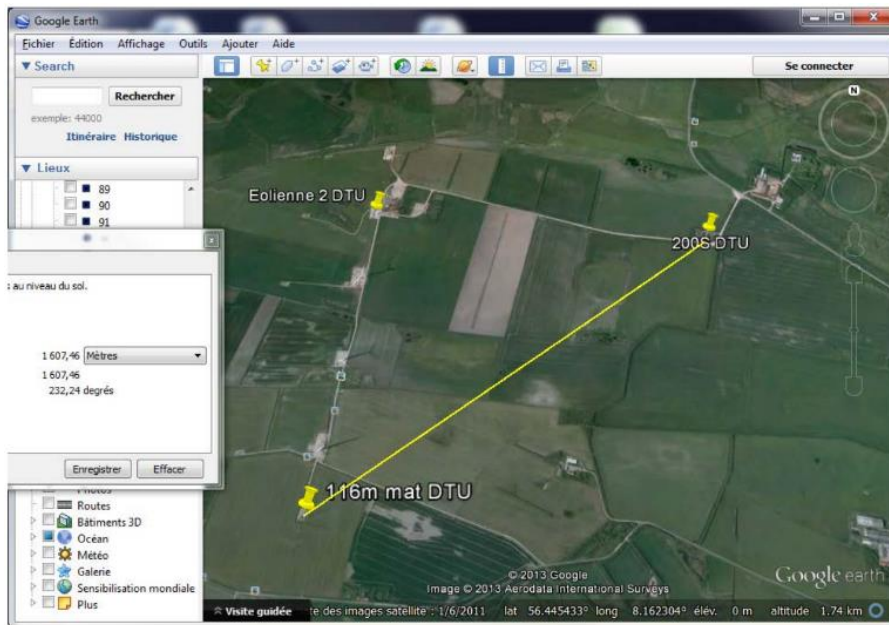 Google Earth
Fichier Édition Affichage Outils Ajouter Aide
Search
Se connecter
Rechercher
exemple: 44000
Itinéraire Historique
Lieux
89
90
91
s au niveau du sol.
1 607,46 Mètres
1 607,46
232,24 degrés
Enregistrer Effacer
Routes
Bâtiments 3D
Océan
Météo
Galerie
Sensibilisation mondiale
Plus
N
Eolienne 2 DTU
200S DTU
116m mat DTU
© 2013 Google
Image © 2013 Aerodata International Surveys
Google earth
Visite guidée te des images satellite : 1/6/2011 lat 56.445433° long 8.162304° élév. 0 m altitude 1.74 km